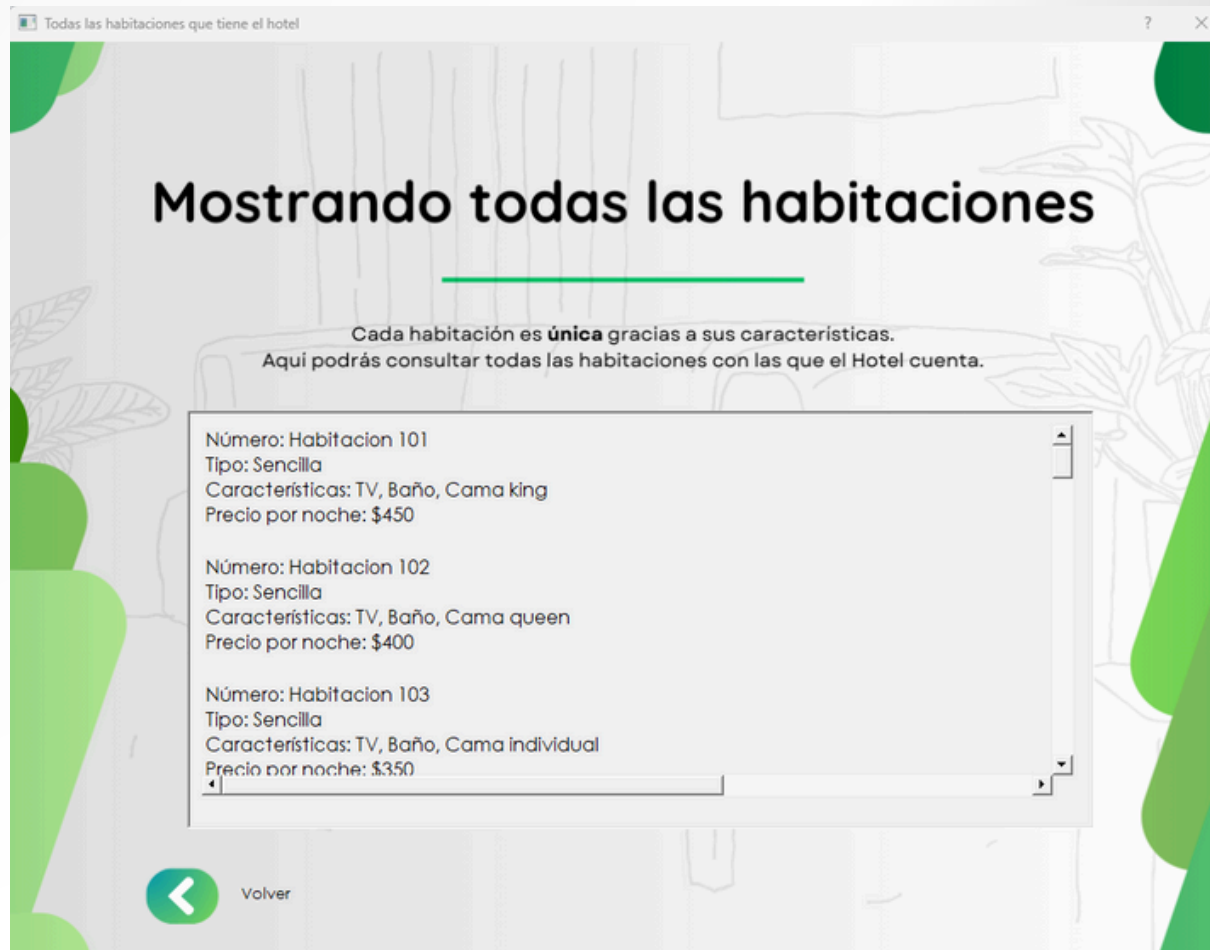 Todas las habitaciones que tiene el hotel
Mostrando todas las habitaciones
Cada habitación es única gracias a sus características.
Aquí podrás consultar todas las habitaciones con las que el Hotel cuenta.
Número: Habitacion 101
Tipo: Sencilla
Características: TV, Baño, Cama king
Precio por noche: $450
Número: Habitacion 102
Tipo: Sencilla
Características: TV, Baño, Cama queen
Precio por noche: $400
Número: Habitacion 103
Tipo: Sencilla
Características: TV, Baño, Cama individual
Precio por noche: $350
Volver